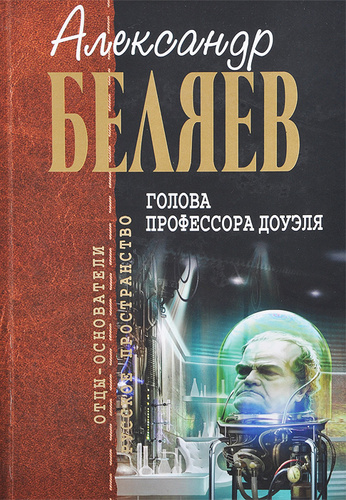 Александр
БЕЛЯЕВ
ГОЛОВА
ПРОФЕССОРА ДОУЭЛЯ
ОТЦЫ-ОСНОВАТЕЛИ
РУССКОЕ ПРОСТРАНСТВО